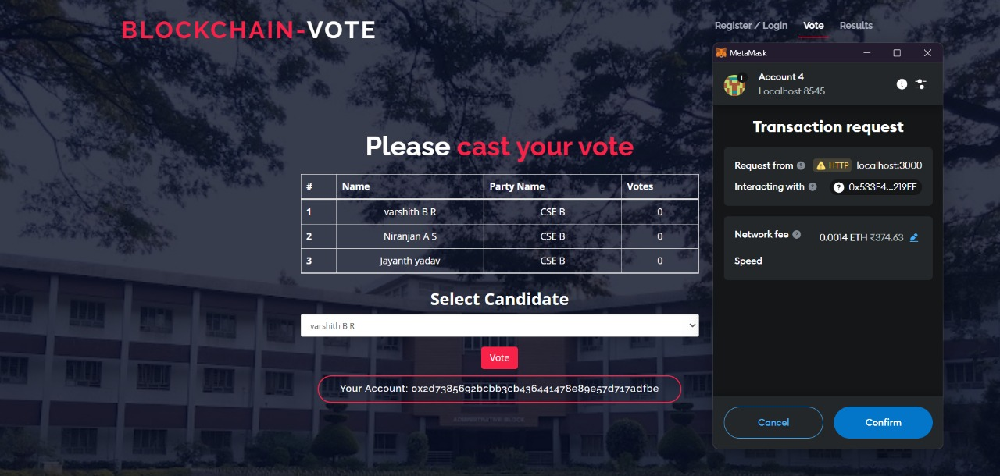 BLOCKCHAIN-VOTE
Register / Login Vote Results
MetaMask
L
Account 4
Localhost 8545
Transaction request
Request from HTTP localhost:3000
Interacting with 0x533E4...219FE
Network fee 0.0014 ETH ₹374.63
Speed
Cancel Confirm
Please cast your vote
# Name Party Name Votes
1 varshith B R CSE B 0
2 Niranjan A S CSE B 0
3 Jayanth yadav CSE B 0
Select Candidate
varshith B R
Vote
Your Account: 0x2d7385692bcbb3cb436441478e89e57d717adfbe
ADMINISTRATIVE-BLOCK